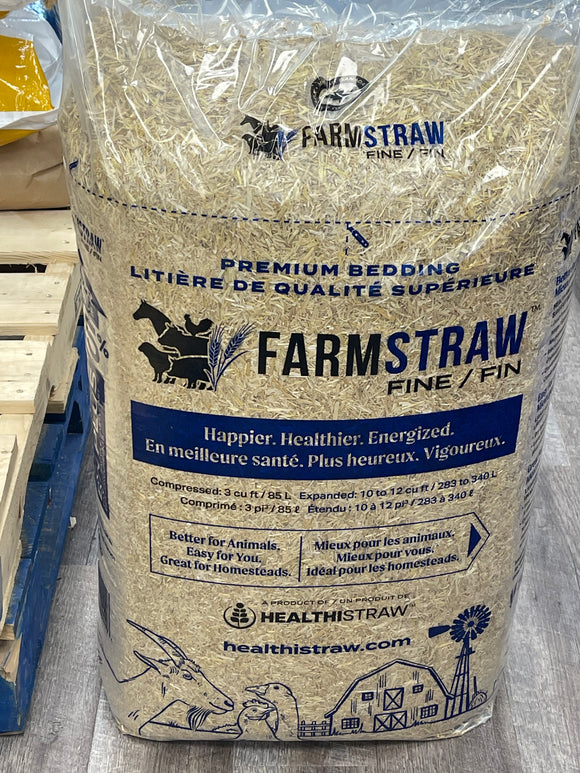 FARMSTRAW
FINE / FIN
PREMIUM BEDDING
LITIÈRE DE QUALITÉ SUPÉRIEURE
FARMSTRAW™
FINE / FIN
Happier. Healthier. Energized.
En meilleure santé. Plus heureux. Vigoureux.
Compressed: 3 cu ft / 85 L Expanded: 10 to 12 cu ft / 283 to 340 L
Comprimé : 3 pi³ / 85 ℓ Étendu : 10 à 12 pi³ / 283 à 340 ℓ
Better for Animals.
Easy for You.
Great for Homesteads.
Mieux pour les animaux.
Mieux pour vous.
Idéal pour les homesteads.
A PRODUCT OF / UN PRODUIT DE
HEALTHISTRAW™
healthistraw.com